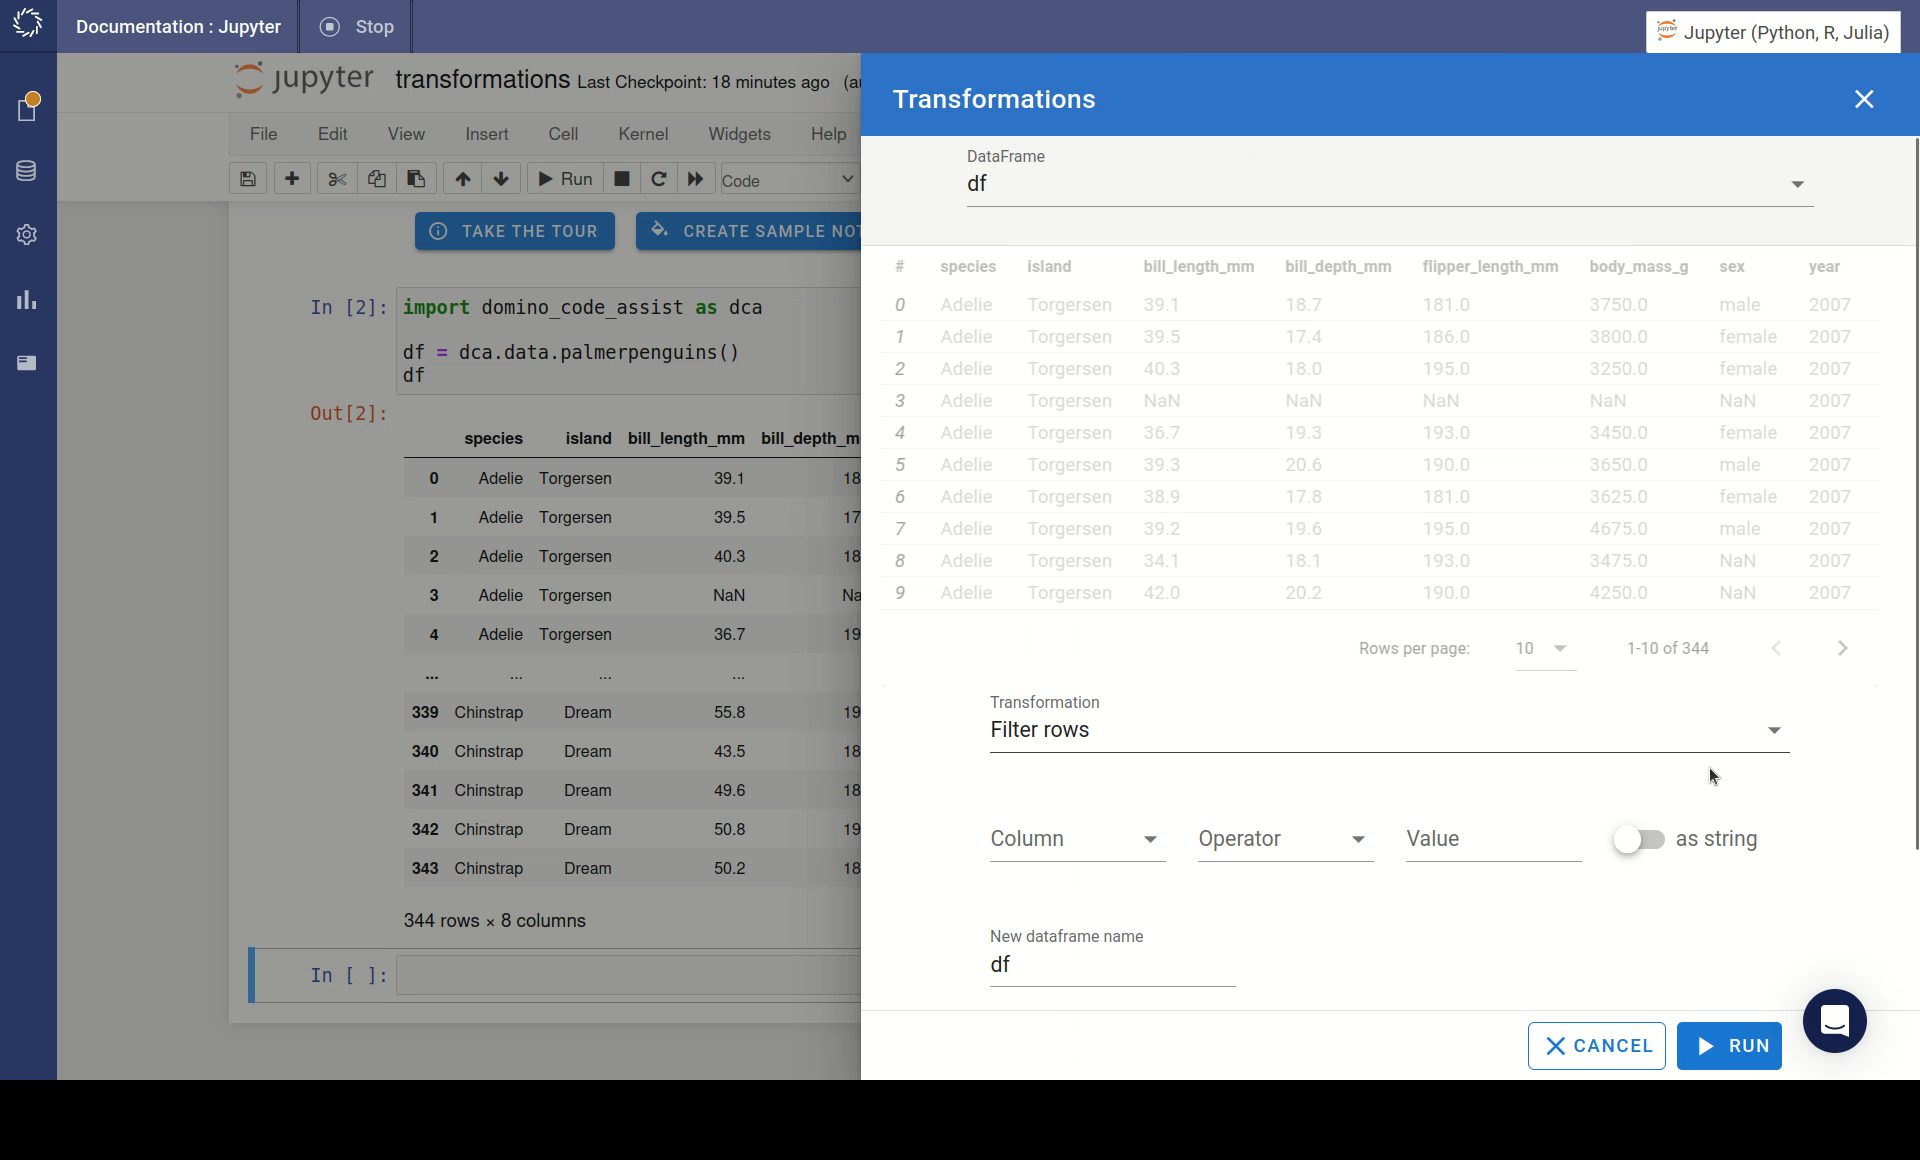 Documentation : Jupyter
Stop
Jupyter (Python, R, Julia)
jupyter transformations Last Checkpoint: 18 minutes ago (au
File Edit View Insert Cell Kernel Widgets Help
Run Code
TAKE THE TOUR CREATE SAMPLE NOT
In [2]: import domino_code_assist as dca
df = dca.data.palmerpenguins()
df
Out[2]:
species island bill_length_mm bill_depth_m
0 Adelie Torgersen 39.1 18
1 Adelie Torgersen 39.5 17
2 Adelie Torgersen 40.3 18
3 Adelie Torgersen NaN Na
4 Adelie Torgersen 36.7 19
... ... ... ...
339 Chinstrap Dream 55.8 19
340 Chinstrap Dream 43.5 18
341 Chinstrap Dream 49.6 18
342 Chinstrap Dream 50.8 19
343 Chinstrap Dream 50.2 18
344 rows × 8 columns
In [ ]:
Transformations
DataFrame
df
# species island bill_length_mm bill_depth_mm flipper_length_mm body_mass_g sex year
0 Adelie Torgersen 39.1 18.7 181.0 3750.0 male 2007
1 Adelie Torgersen 39.5 17.4 186.0 3800.0 female 2007
2 Adelie Torgersen 40.3 18.0 195.0 3250.0 female 2007
3 Adelie Torgersen NaN NaN NaN NaN NaN 2007
4 Adelie Torgersen 36.7 19.3 193.0 3450.0 female 2007
5 Adelie Torgersen 39.3 20.6 190.0 3650.0 male 2007
6 Adelie Torgersen 38.9 17.8 181.0 3625.0 female 2007
7 Adelie Torgersen 39.2 19.6 195.0 4675.0 male 2007
8 Adelie Torgersen 34.1 18.1 193.0 3475.0 NaN 2007
9 Adelie Torgersen 42.0 20.2 190.0 4250.0 NaN 2007
Rows per page: 10 1-10 of 344
Transformation
Filter rows
Column Operator Value as string
New dataframe name
df
CANCEL RUN